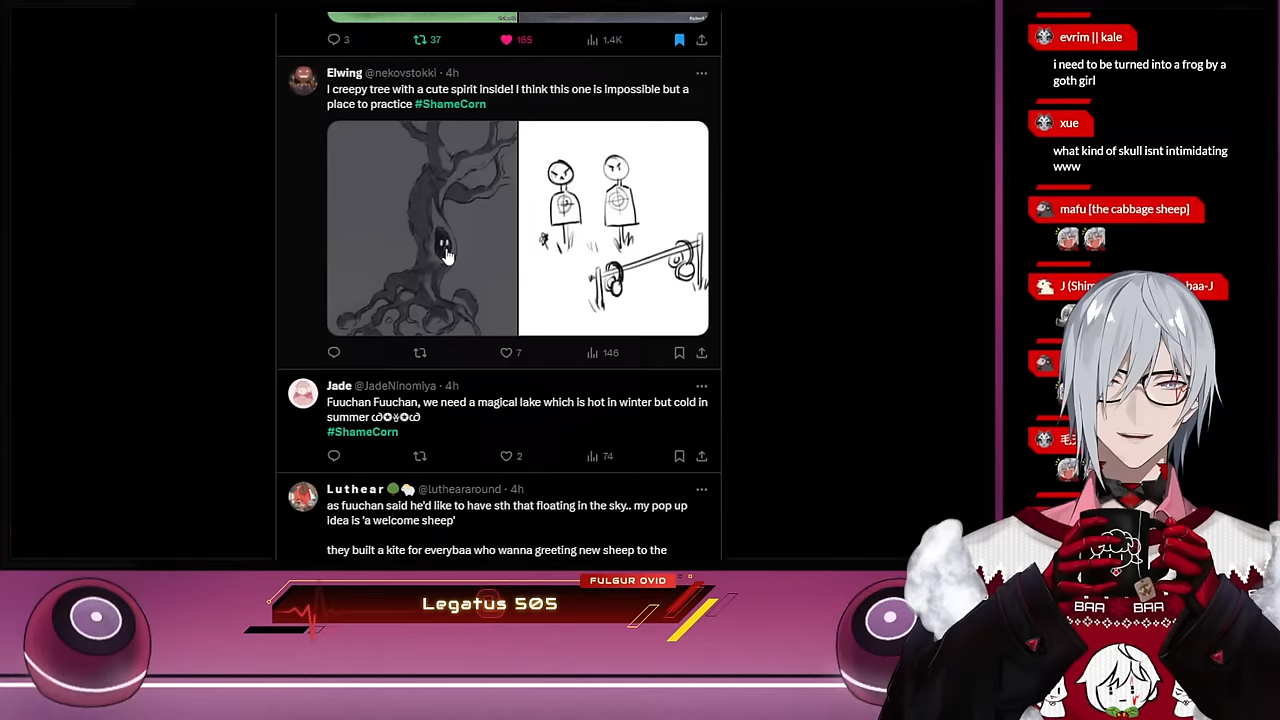 3 37 165 1.4K
Elwing @nekovstokki · 4h
I creepy tree with a cute spirit inside! I think this one is impossible but a
place to practice #ShameCorn
7 146
Jade @JadeNinomiya · 4h
Fuuchan Fuuchan, we need a magical lake which is hot in winter but cold in
summer
#ShameCorn
2 74
Luthear @luthearound · 4h
as fuuchan said he'd like to have sth that floating in the sky.. my pop up
idea is 'a welcome sheep'
they built a kite for everybaa who wanna greeting new sheep to the
FULGUR OVID
Legatus 505
evrim || kale
i need to be turned into a frog by a
goth girl
xue
what kind of skull isnt intimidating
www
mafu [the cabbage sheep]
baa-J
BAA BAA